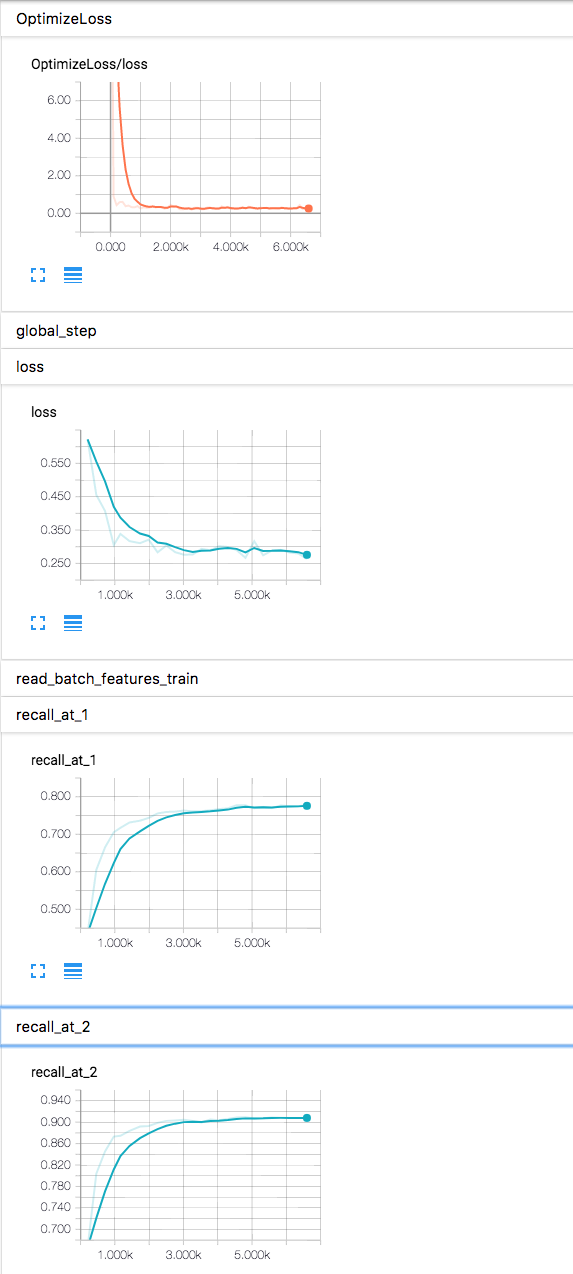 OptimizeLoss
OptimizeLoss/loss
6.00
4.00
2.00
0.00
0.000 2.000k 4.000k 6.000k
global_step
loss
loss
0.550
0.450
0.350
0.250
1.000k 3.000k 5.000k
read_batch_features_train
recall_at_1
recall_at_1
0.800
0.700
0.600
0.500
1.000k 3.000k 5.000k
recall_at_2
recall_at_2
0.940
0.900
0.860
0.820
0.780
0.740
0.700
1.000k 3.000k 5.000k